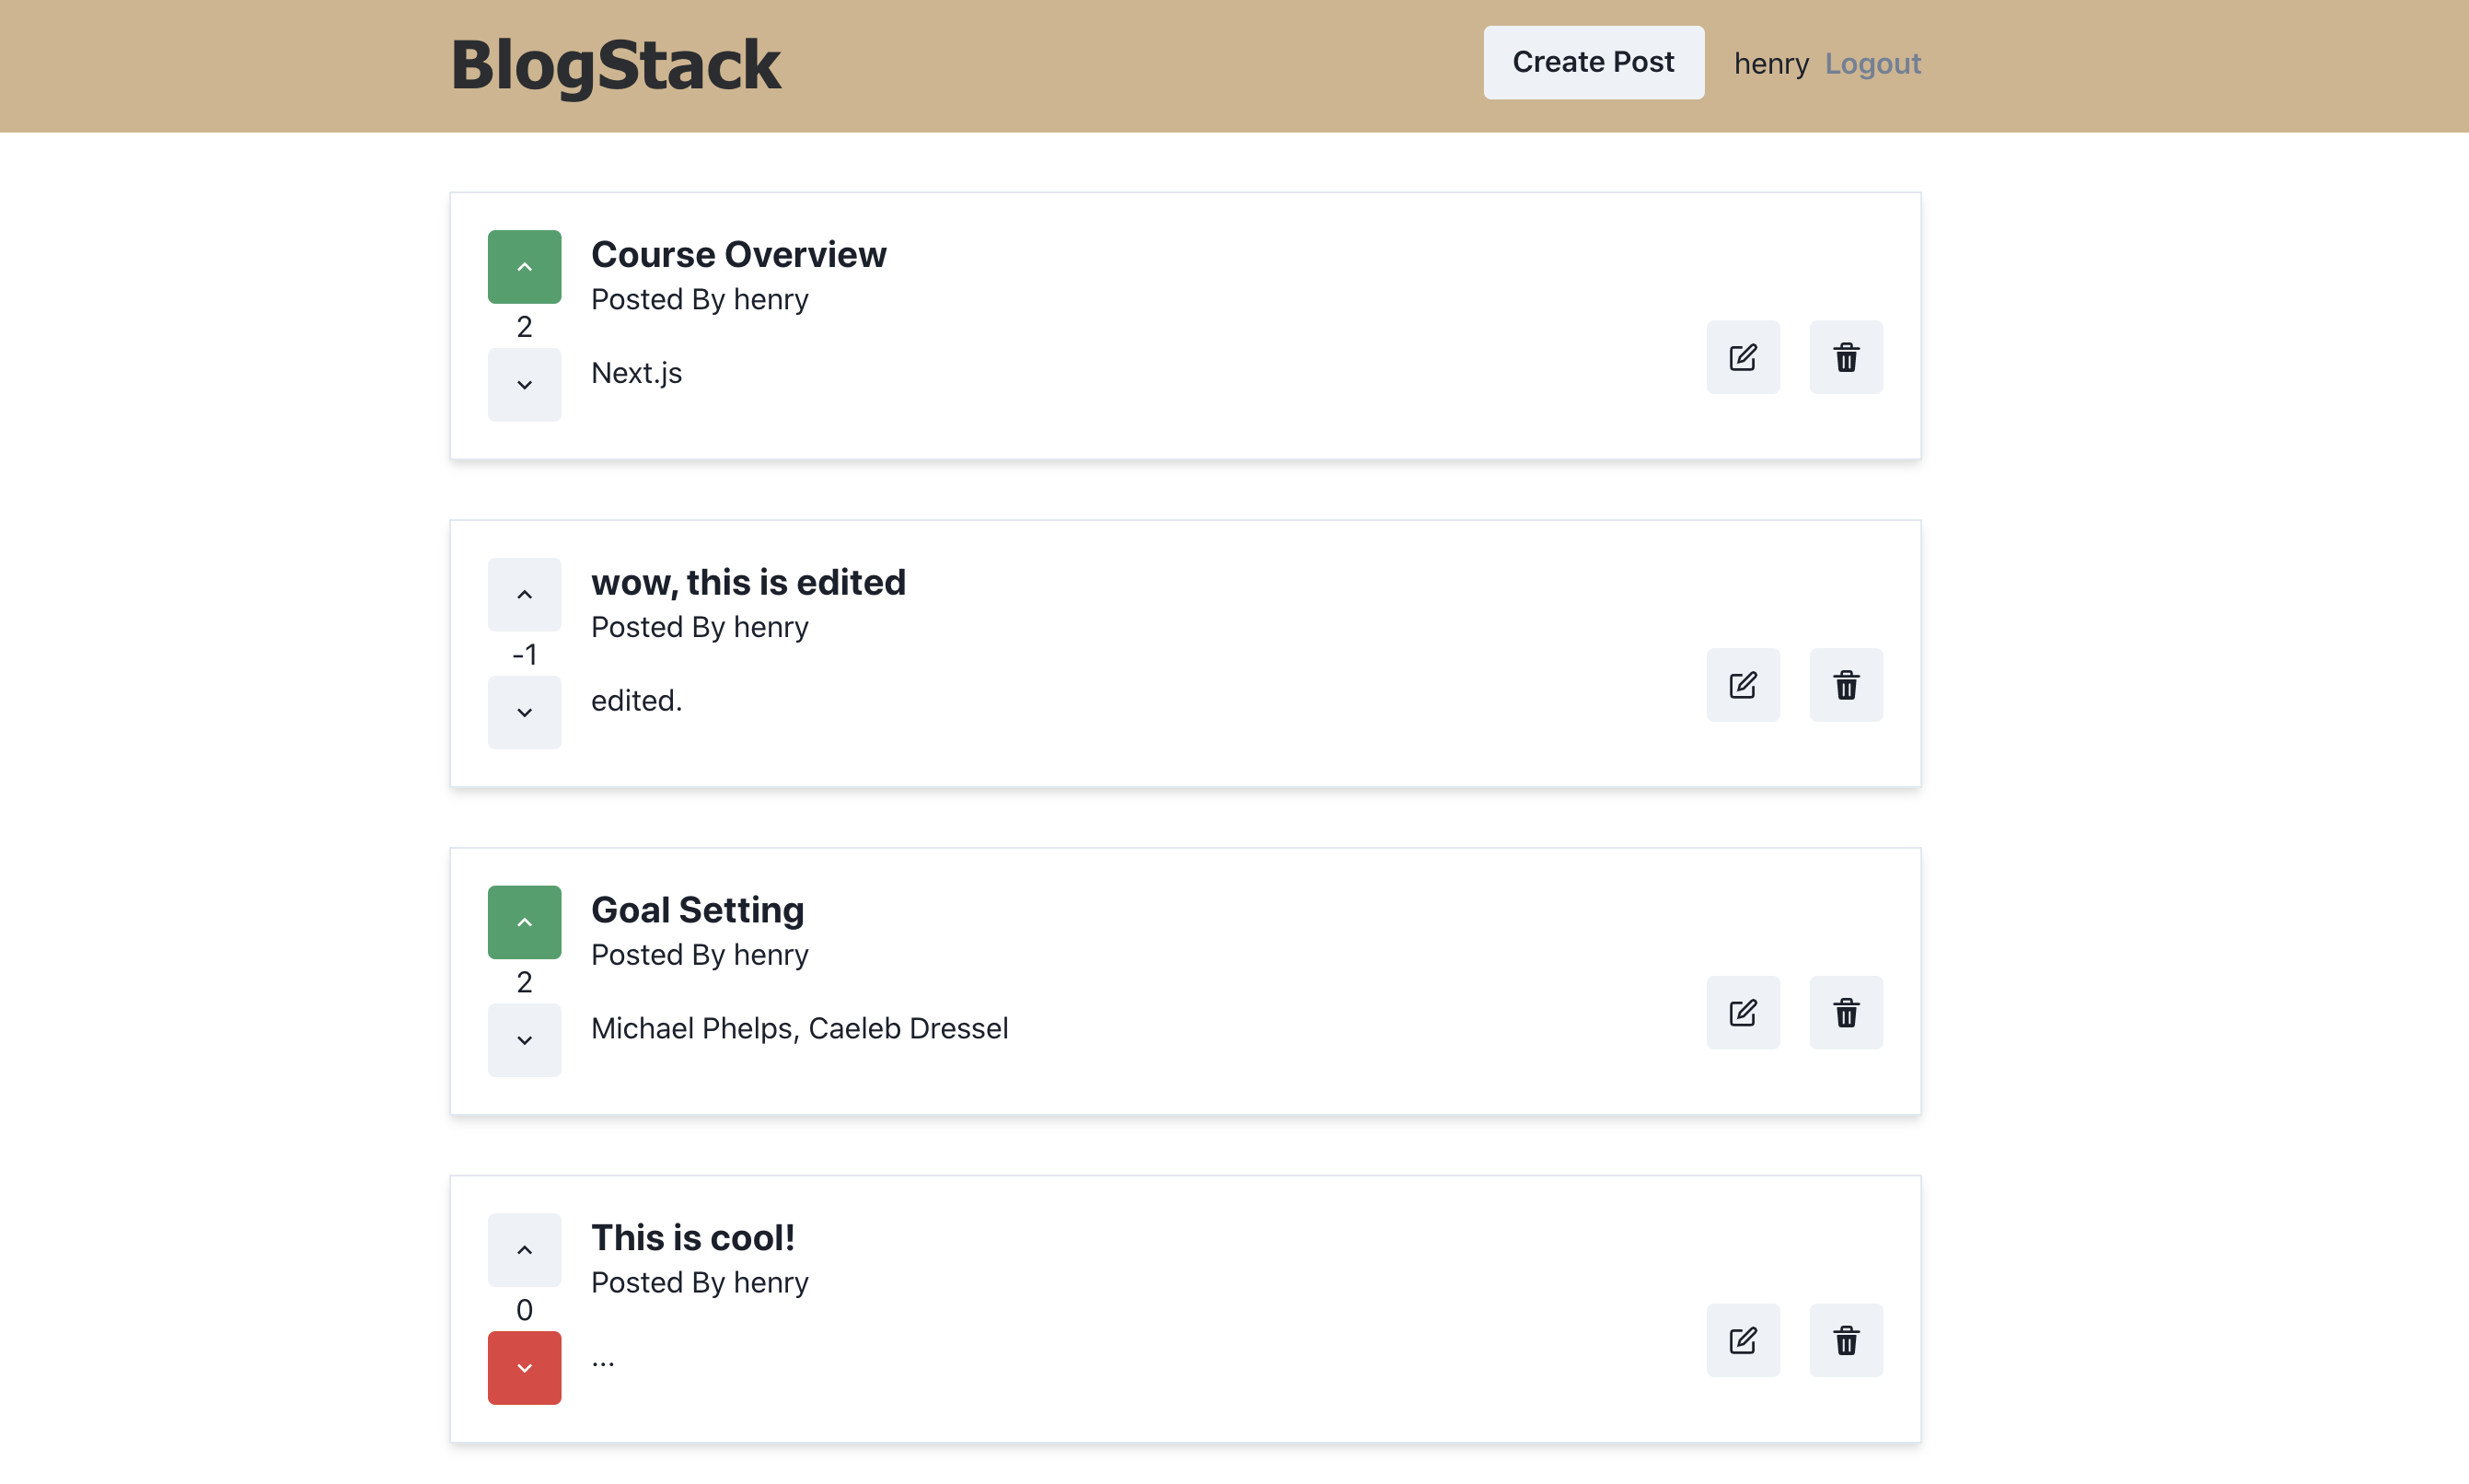 BlogStack
Create Post
henry Logout
Course Overview
Posted By henry
2
Next.js
wow, this is edited
Posted By henry
-1
edited.
Goal Setting
Posted By henry
2
Michael Phelps, Caeleb Dressel
This is cool!
Posted By henry
0
...